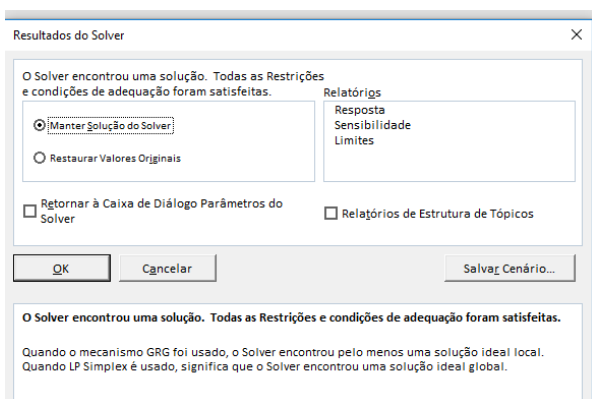 Resultados do Solver
O Solver encontrou uma solução. Todas as Restrições
e condições de adequação foram satisfeitas.
Relatórios
Manter Solução do Solver
Restaurar Valores Originais
Resposta
Sensibilidade
Limites
Retornar à Caixa de Diálogo Parâmetros do
Solver
Relatórios de Estrutura de Tópicos
OK
Cancelar
Salvar Cenário...
O Solver encontrou uma solução. Todas as Restrições e condições de adequação foram satisfeitas.
Quando o mecanismo GRG foi usado, o Solver encontrou pelo menos uma solução ideal local.
Quando LP Simplex é usado, significa que o Solver encontrou uma solução ideal global.